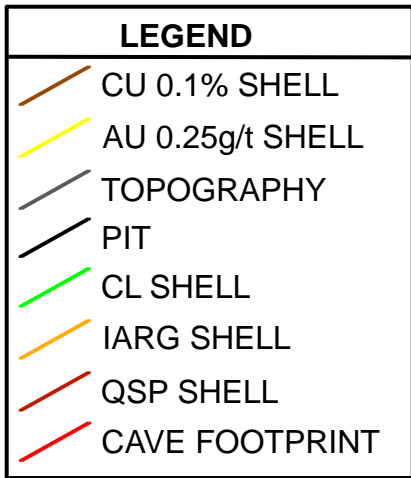 LEGEND
CU 0.1% SHELL
AU 0.25g/t SHELL
TOPOGRAPHY
PIT
CL SHELL
IARG SHELL
QSP SHELL
CAVE FOOTPRINT